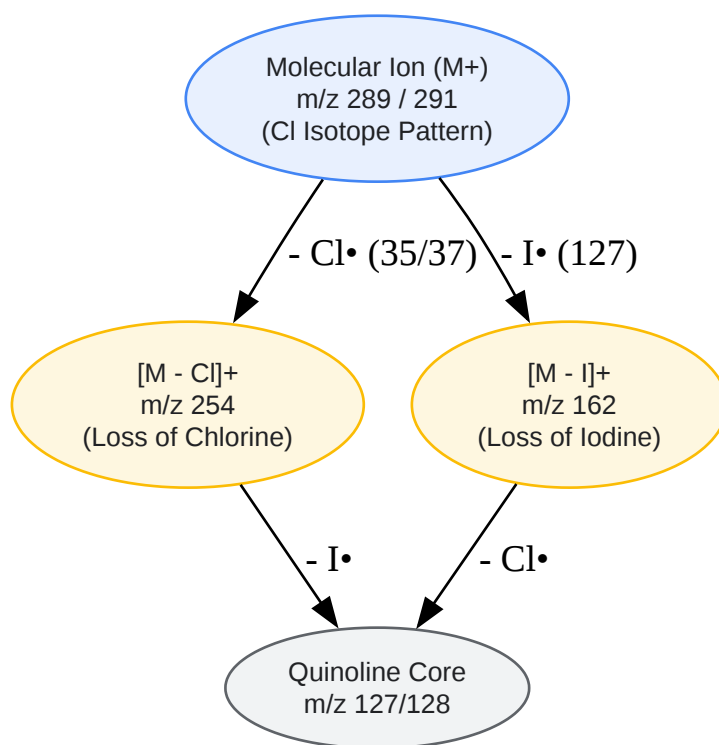 Molecular Ion (M+)
m/z 289 / 291
(Cl Isotope Pattern)
- Cl• (35/37)
- I• (127)
[M - Cl]+
m/z 254
(Loss of Chlorine)
[M - I]+
m/z 162
(Loss of Iodine)
- I•
- Cl•
Quinoline Core
m/z 127/128